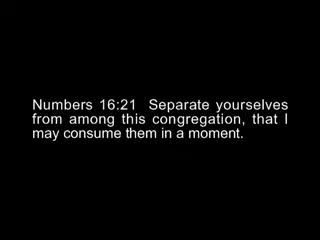 Numbers 16:21 Separate yourselves
from among this congregation, that I
may consume them in a moment.